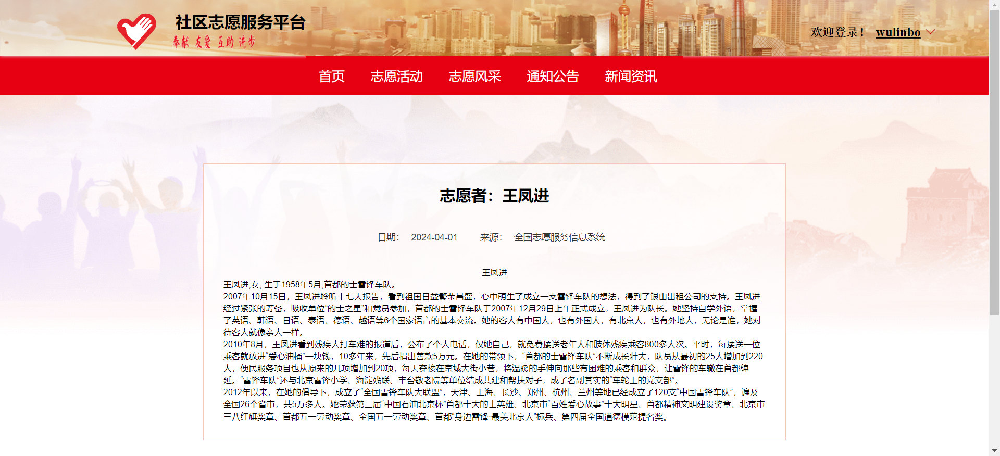 社区志愿服务平台
奉献 友爱 互助 进步
欢迎登录！ wulinbo
首页 志愿活动 志愿风采 通知公告 新闻资讯
志愿者：王凤进
日期： 2024-04-01 来源： 全国志愿服务信息系统
王凤进
王凤进,女, 生于1958年5月,首都的士雷锋车队。
2007年10月15日，王凤进聆听十七大报告，看到祖国日益繁荣昌盛，心中萌生了成立一支雷锋车队的想法，得到了银山出租公司的支持。王凤进
经过紧张的筹备，吸收单位“的士之星”和党员参加，首都的士雷锋车队于2007年12月29日上午正式成立，王凤进为队长。她坚持自学外语，掌握
了英语、韩语、日语、泰语、德语、越语等6个国家语言的基本交流。她的客人有中国人，也有外国人，有北京人，也有外地人，无论是谁，她对
待客人就像亲人一样。
2010年8月，王凤进看到残疾人打车难的报道后，公布了个人电话，仅她自己，就免费接送老年人和肢体残疾乘客800多人次。平时，每接送一位
乘客就放进“爱心油桶”一块钱，10多年来，先后捐出善款5万元。在她的带领下，“首都的士雷锋车队”不断成长壮大，队员从最初的25人增加到220
人，便民服务项目也从原来的几项增加到20项，每天穿梭在京城大街小巷，将温暖的手伸向那些有困难的乘客和群众，让雷锋的车辙在首都绵
延。“雷锋车队”还与北京雷锋小学、海淀残联、丰台敬老院等单位结成共建和帮扶对子，成了名副其实的“车轮上的党支部”。
2012年以来，在她的倡导下，成立了“全国雷锋车队大联盟”，天津、上海、长沙、郑州、杭州、兰州等地已经成立了120支“中国雷锋车队”，遍及
全国26个省市，共5万多人。她荣获第三届“中国石油北京杯”首都十大的士英雄、北京市“百姓爱心故事”十大明星、首都精神文明建设奖章、北京市
三八红旗奖章、首都五一劳动奖章、全国五一劳动奖章、首都“身边雷锋·最美北京人”标兵、第四届全国道德模范提名奖。